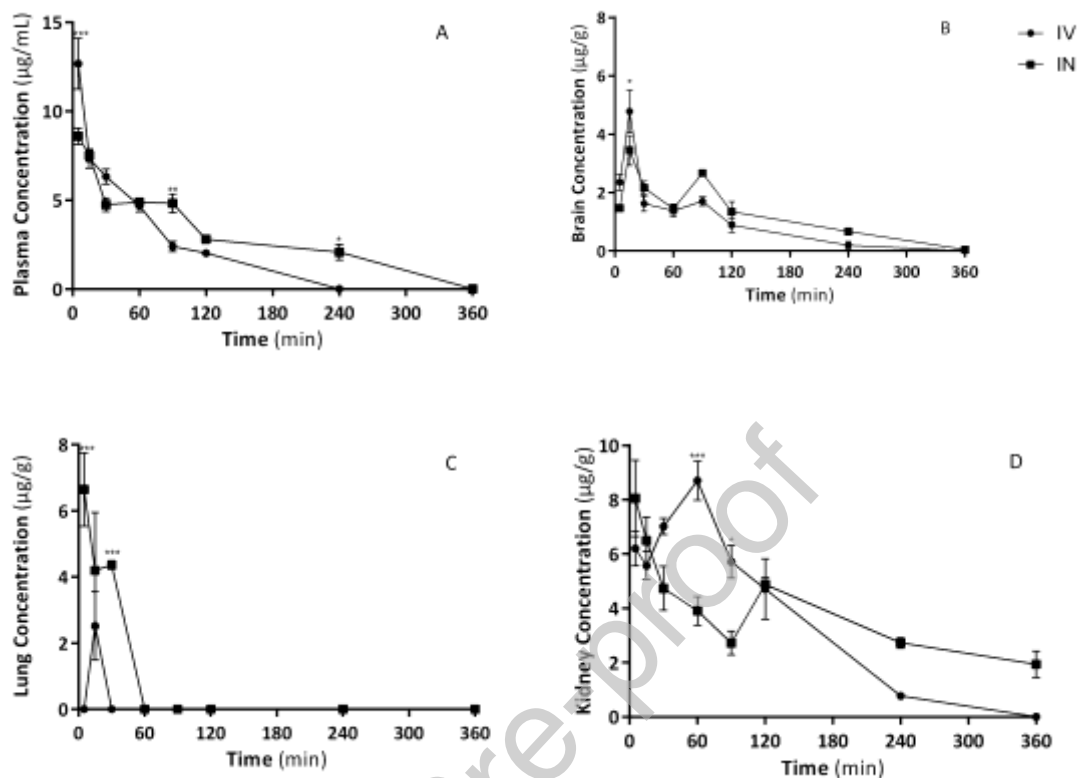 A
Plasma Concentration (µg/mL)
15
10
5
0
***
**
*
0 60 120 180 240 300 360
Time (min)
B
Brain Concentration (µg/g)
8
6
4
2
0
*
0 60 120 180 240 300 360
Time (min)
IV
IN
C
Lung Concentration (µg/g)
8
6
4
2
0
***
***
0 60 120 180 240 300 360
Time (min)
D
Kidney Concentration (µg/g)
10
8
6
4
2
0
***
*
0 60 120 180 240 300 360
Time (min)
re-proof